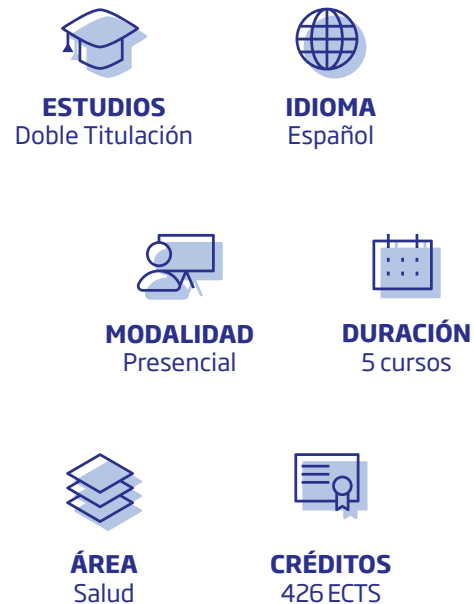 ESTUDIOS
Doble Titulación
IDIOMA
Español
MODALIDAD
Presencial
DURACIÓN
5 cursos
ÁREA
Salud
CRÉDITOS
426 ECTS